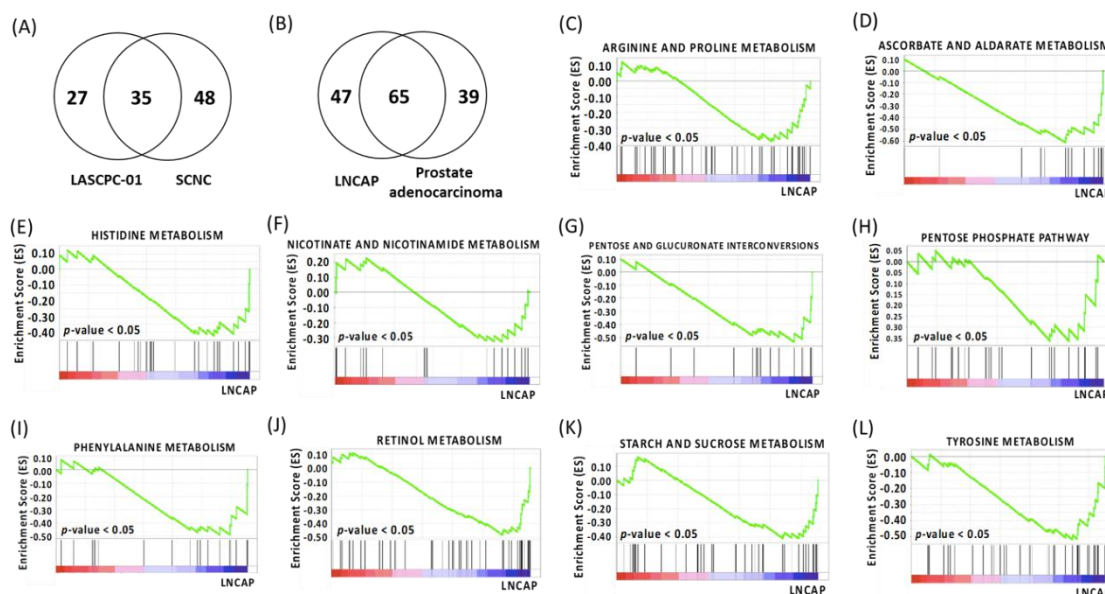 (A)
27
35
48
LASCPC-01
SCNC
(B)
47
65
39
LNCAP
Prostate
adenocarcinoma
(C)
ARGININE AND PROLINE METABOLISM
Enrichment Score (ES)
0.10
0.00
-0.10
-0.20
-0.30
-0.40
p-value < 0.05
LNCAP
(D)
ASCORBATE AND ALDARATE METABOLISM
Enrichment Score (ES)
0.10
0.00
-0.10
-0.20
-0.30
-0.40
-0.50
-0.60
p-value < 0.05
LNCAP
(E)
HISTIDINE METABOLISM
Enrichment Score (ES)
0.10
0.00
-0.10
-0.20
-0.30
-0.40
p-value < 0.05
LNCAP
(F)
NICOTINATE AND NICOTINAMIDE METABOLISM
Enrichment Score (ES)
0.20
0.10
0.00
-0.10
-0.20
-0.30
p-value < 0.05
LNCAP
(G)
PENTOSE AND GLUCURONATE INTERCONVERSIONS
Enrichment Score (ES)
0.10
0.00
-0.10
-0.20
-0.30
-0.40
-0.50
p-value < 0.05
LNCAP
(H)
PENTOSE PHOSPHATE PATHWAY
Enrichment Score (ES)
0.05
0.00
0.05
0.10
0.15
0.20
0.25
0.30
0.35
p-value < 0.05
LNCAP
(I)
PHENYLALANINE METABOLISM
Enrichment Score (ES)
0.10
0.00
-0.10
-0.20
-0.30
-0.40
-0.50
p-value < 0.05
LNCAP
(J)
RETINOL METABOLISM
Enrichment Score (ES)
0.10
0.00
-0.10
-0.20
-0.30
-0.40
-0.50
p-value < 0.05
LNCAP
(K)
STARCH AND SUCROSE METABOLISM
Enrichment Score (ES)
0.10
0.00
-0.10
-0.20
-0.30
-0.40
p-value < 0.05
LNCAP
(L)
TYROSINE METABOLISM
Enrichment Score (ES)
0.00
-0.10
-0.20
-0.30
-0.40
-0.50
p-value < 0.05
LNCAP